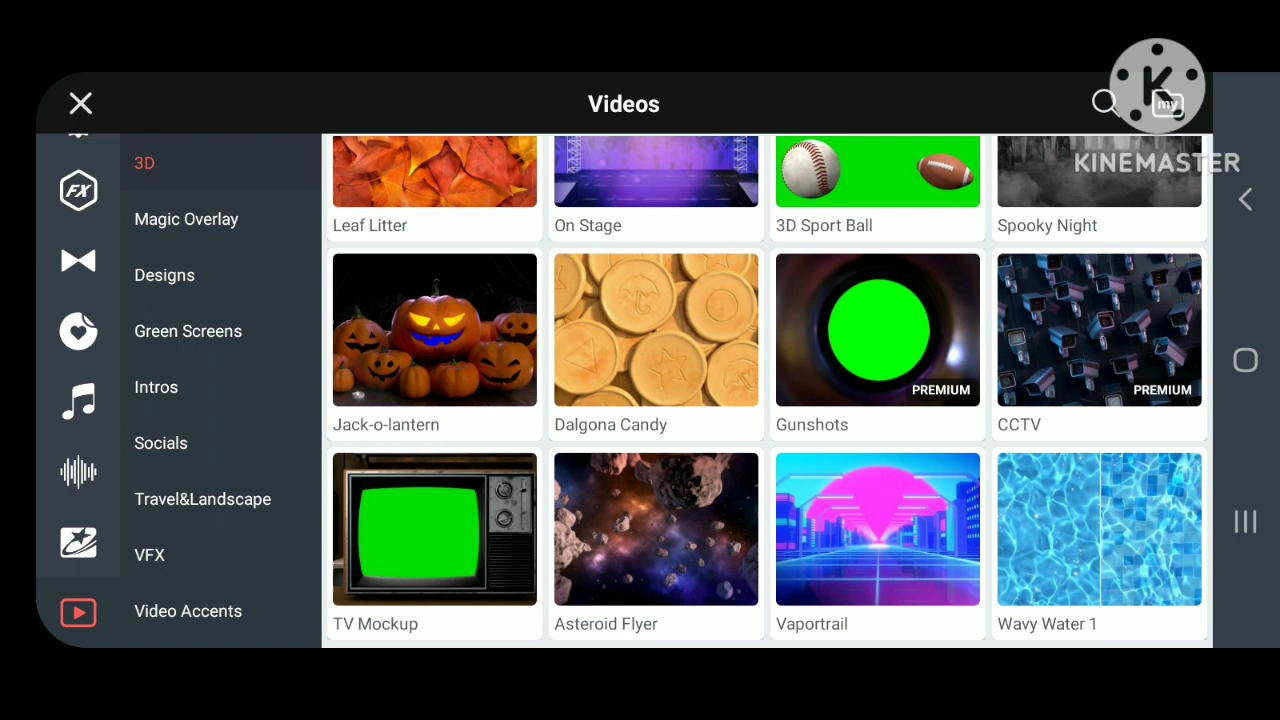 Videos
my
KINEMASTER
3D
Magic Overlay
Designs
Green Screens
Intros
Socials
Travel&Landscape
VFX
Video Accents
FX
Leaf Litter
On Stage
3D Sport Ball
Spooky Night
PREMIUM
PREMIUM
Jack-o-lantern
Dalgona Candy
Gunshots
CCTV
TV Mockup
Asteroid Flyer
Vaportrail
Wavy Water 1